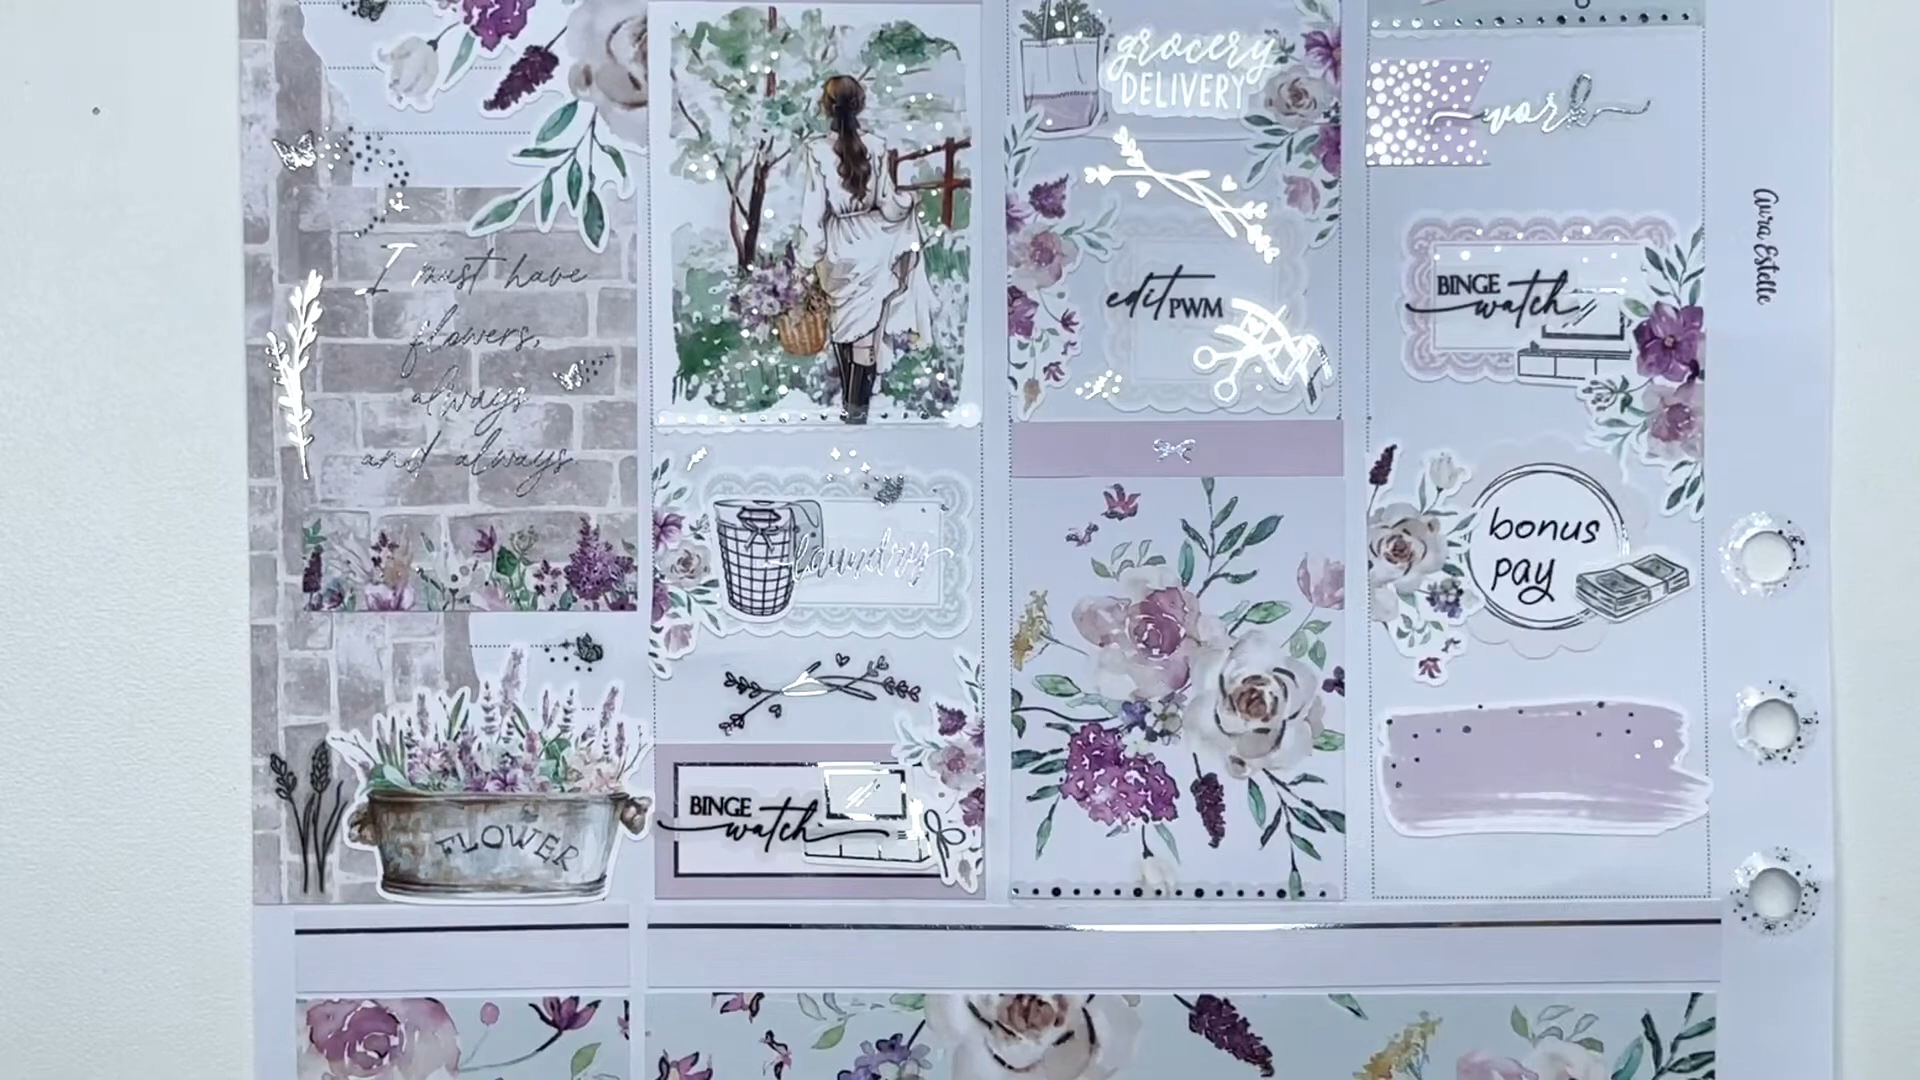 I must have
flowers,
always
and always.
FLOWER
laundry
BINGE
watch
grocery
DELIVERY
edit PWM
work
BINGE
watch
bonus
pay
Aura Estelle